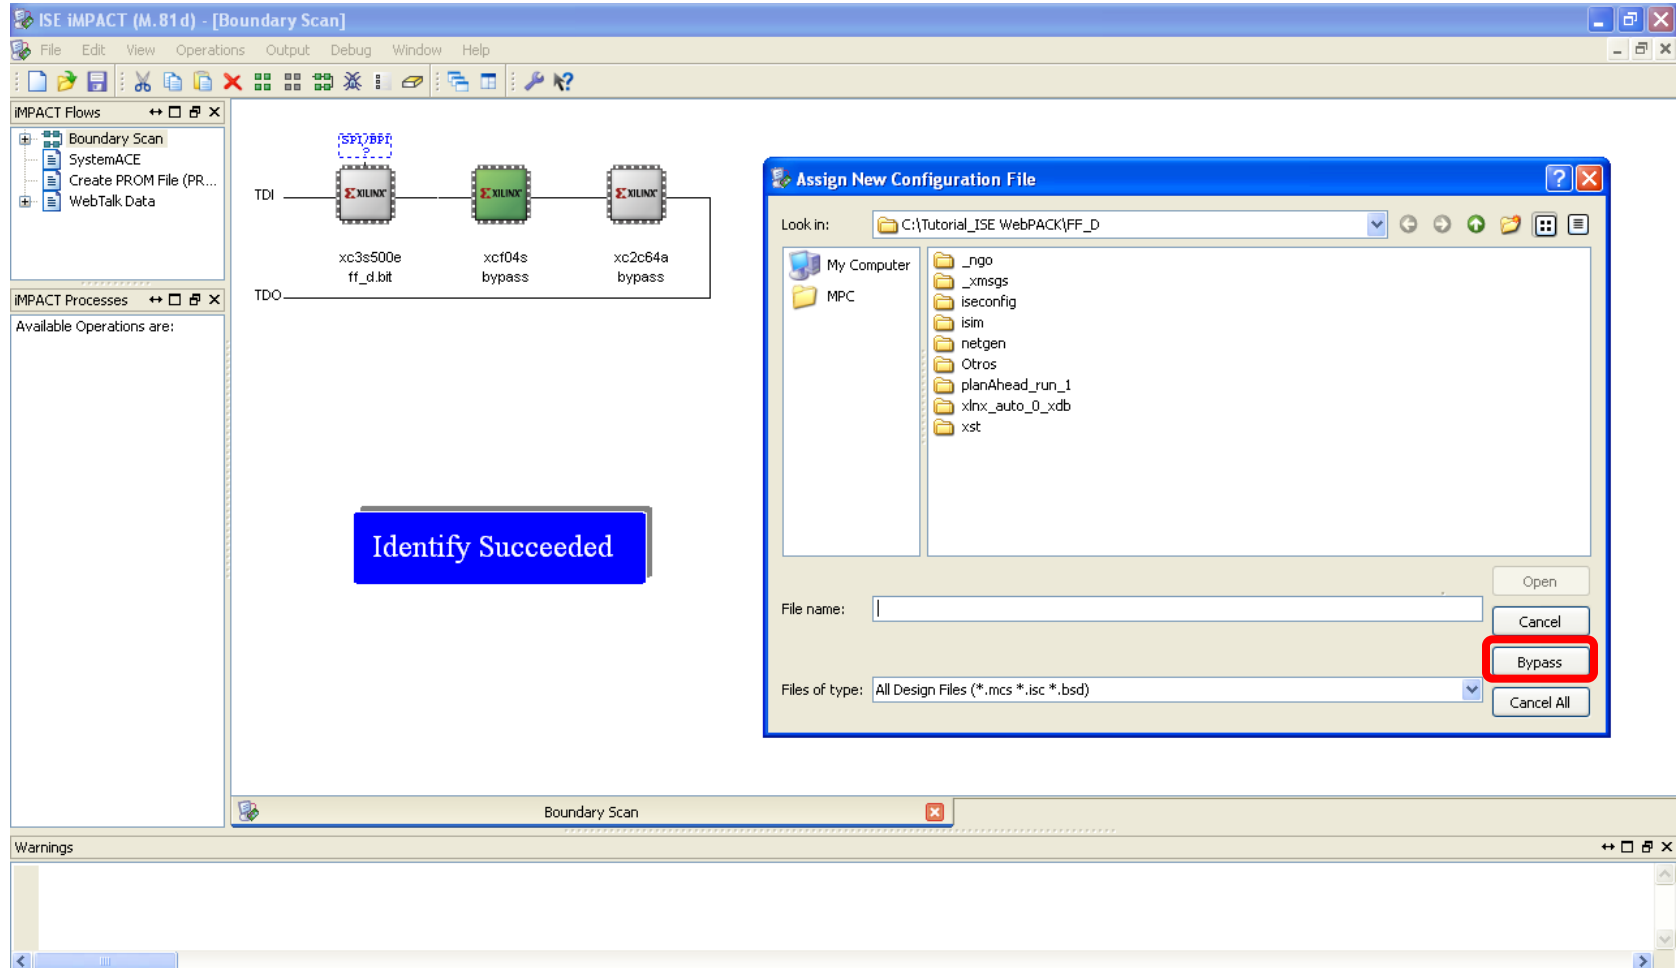 ISE iMPACT (M.81d) - [Boundary Scan]
File Edit View Operations Output Debug Window Help
iMPACT Flows
Boundary Scan
SystemACE
Create PROM File (PR...
WebTalk Data
iMPACT Processes
Available Operations are:
SPI/BPI
?
TDI
XILINX XILINX XILINX
xc3s500e xcf04s xc2c64a
ff_d.bit bypass bypass
TDO
Identify Succeeded
Assign New Configuration File
Look in: C:\Tutorial_ISE WebPACK\FF_D
My Computer
MPC
_ngo
_xmsgs
iseconfig
isim
netgen
Otros
planAhead_run_1
xlnx_auto_0_xdb
xst
Open
File name:
Cancel
Bypass
Files of type: All Design Files (*.mcs *.isc *.bsd)
Cancel All
Boundary Scan
Warnings